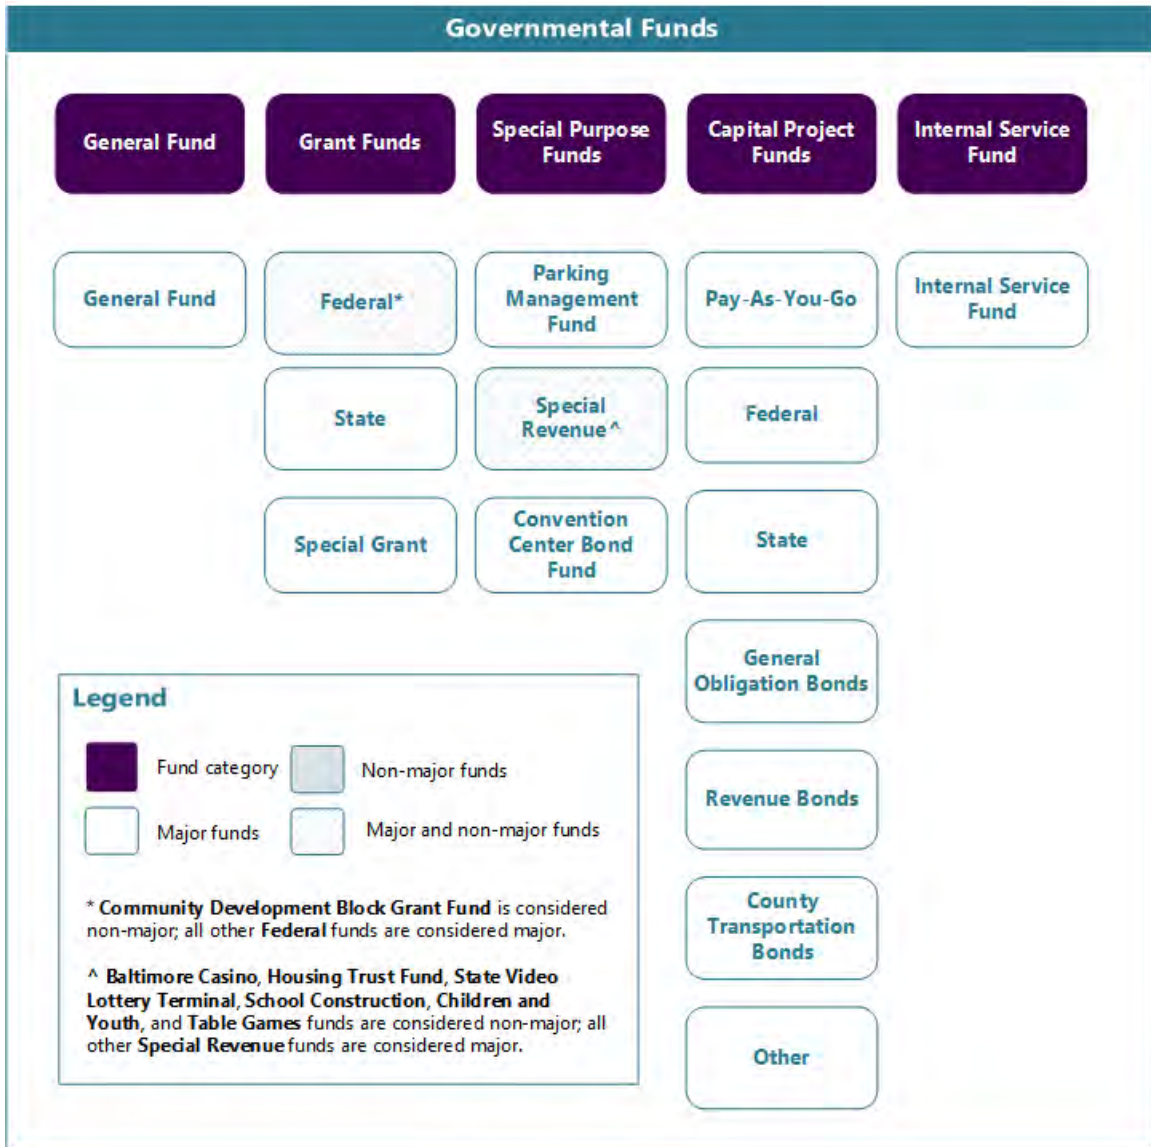 Governmental Funds
General Fund
Grant Funds
Special Purpose
Funds
Capital Project
Funds
Internal Service
Fund
General Fund
Federal*
Parking
Management
Fund
Pay-As-You-Go
Internal Service
Fund
State
Special
Revenue^
Federal
Special Grant
Convention
Center Bond
Fund
State
General
Obligation Bonds
Revenue Bonds
County
Transportation
Bonds
Other
Legend
Fund category
Non-major funds
Major funds
Major and non-major funds
* Community Development Block Grant Fund is considered
non-major; all other Federal funds are considered major.
^ Baltimore Casino, Housing Trust Fund, State Video
Lottery Terminal, School Construction, Children and
Youth, and Table Games funds are considered non-major; all
other Special Revenue funds are considered major.